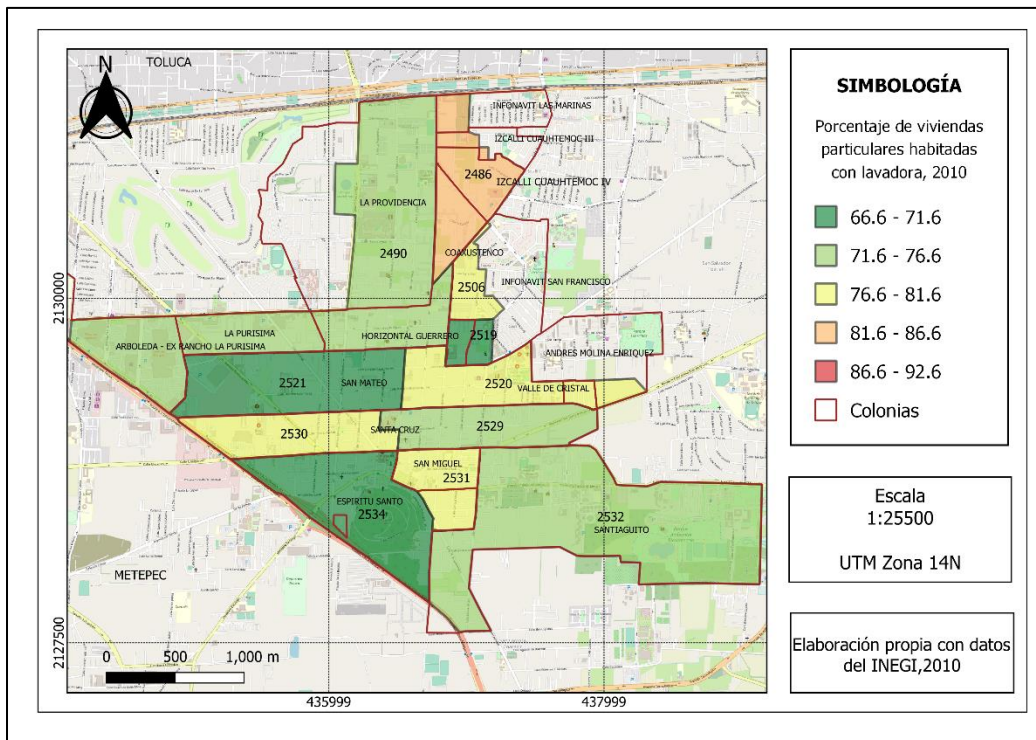 TOLUCA
N
INFONAVIT LAS MARINAS
IZCALLI CUAUHTEMOC III
2486
IZCALLI CUAUHTEMOC IV
LA PROVIDENCIA
2490
COAXUSTENCO
2506
INFONAVIT SAN FRANCISCO
2130000
LA PURISIMA
HORIZONTAL GUERRERO
2519
ARBOLEDA - EX RANCHO LA PURISIMA
ANDRES MOLINA ENRIQUEZ
2521
SAN MATEO
2520
VALLE DE CRISTAL
2530
SANTA CRUZ
2529
SAN MIGUEL
2531
ESPIRITU SANTO
2534
2532
SANTIAGUITO
METEPEC
2127500
0 500 1,000 m
435999
437999
SIMBOLOGÍA
Porcentaje de viviendas
particulares habitadas
con lavadora, 2010
66.6 - 71.6
71.6 - 76.6
76.6 - 81.6
81.6 - 86.6
86.6 - 92.6
Colonias
Escala
1:25500
UTM Zona 14N
Elaboración propia con datos
del INEGI,2010